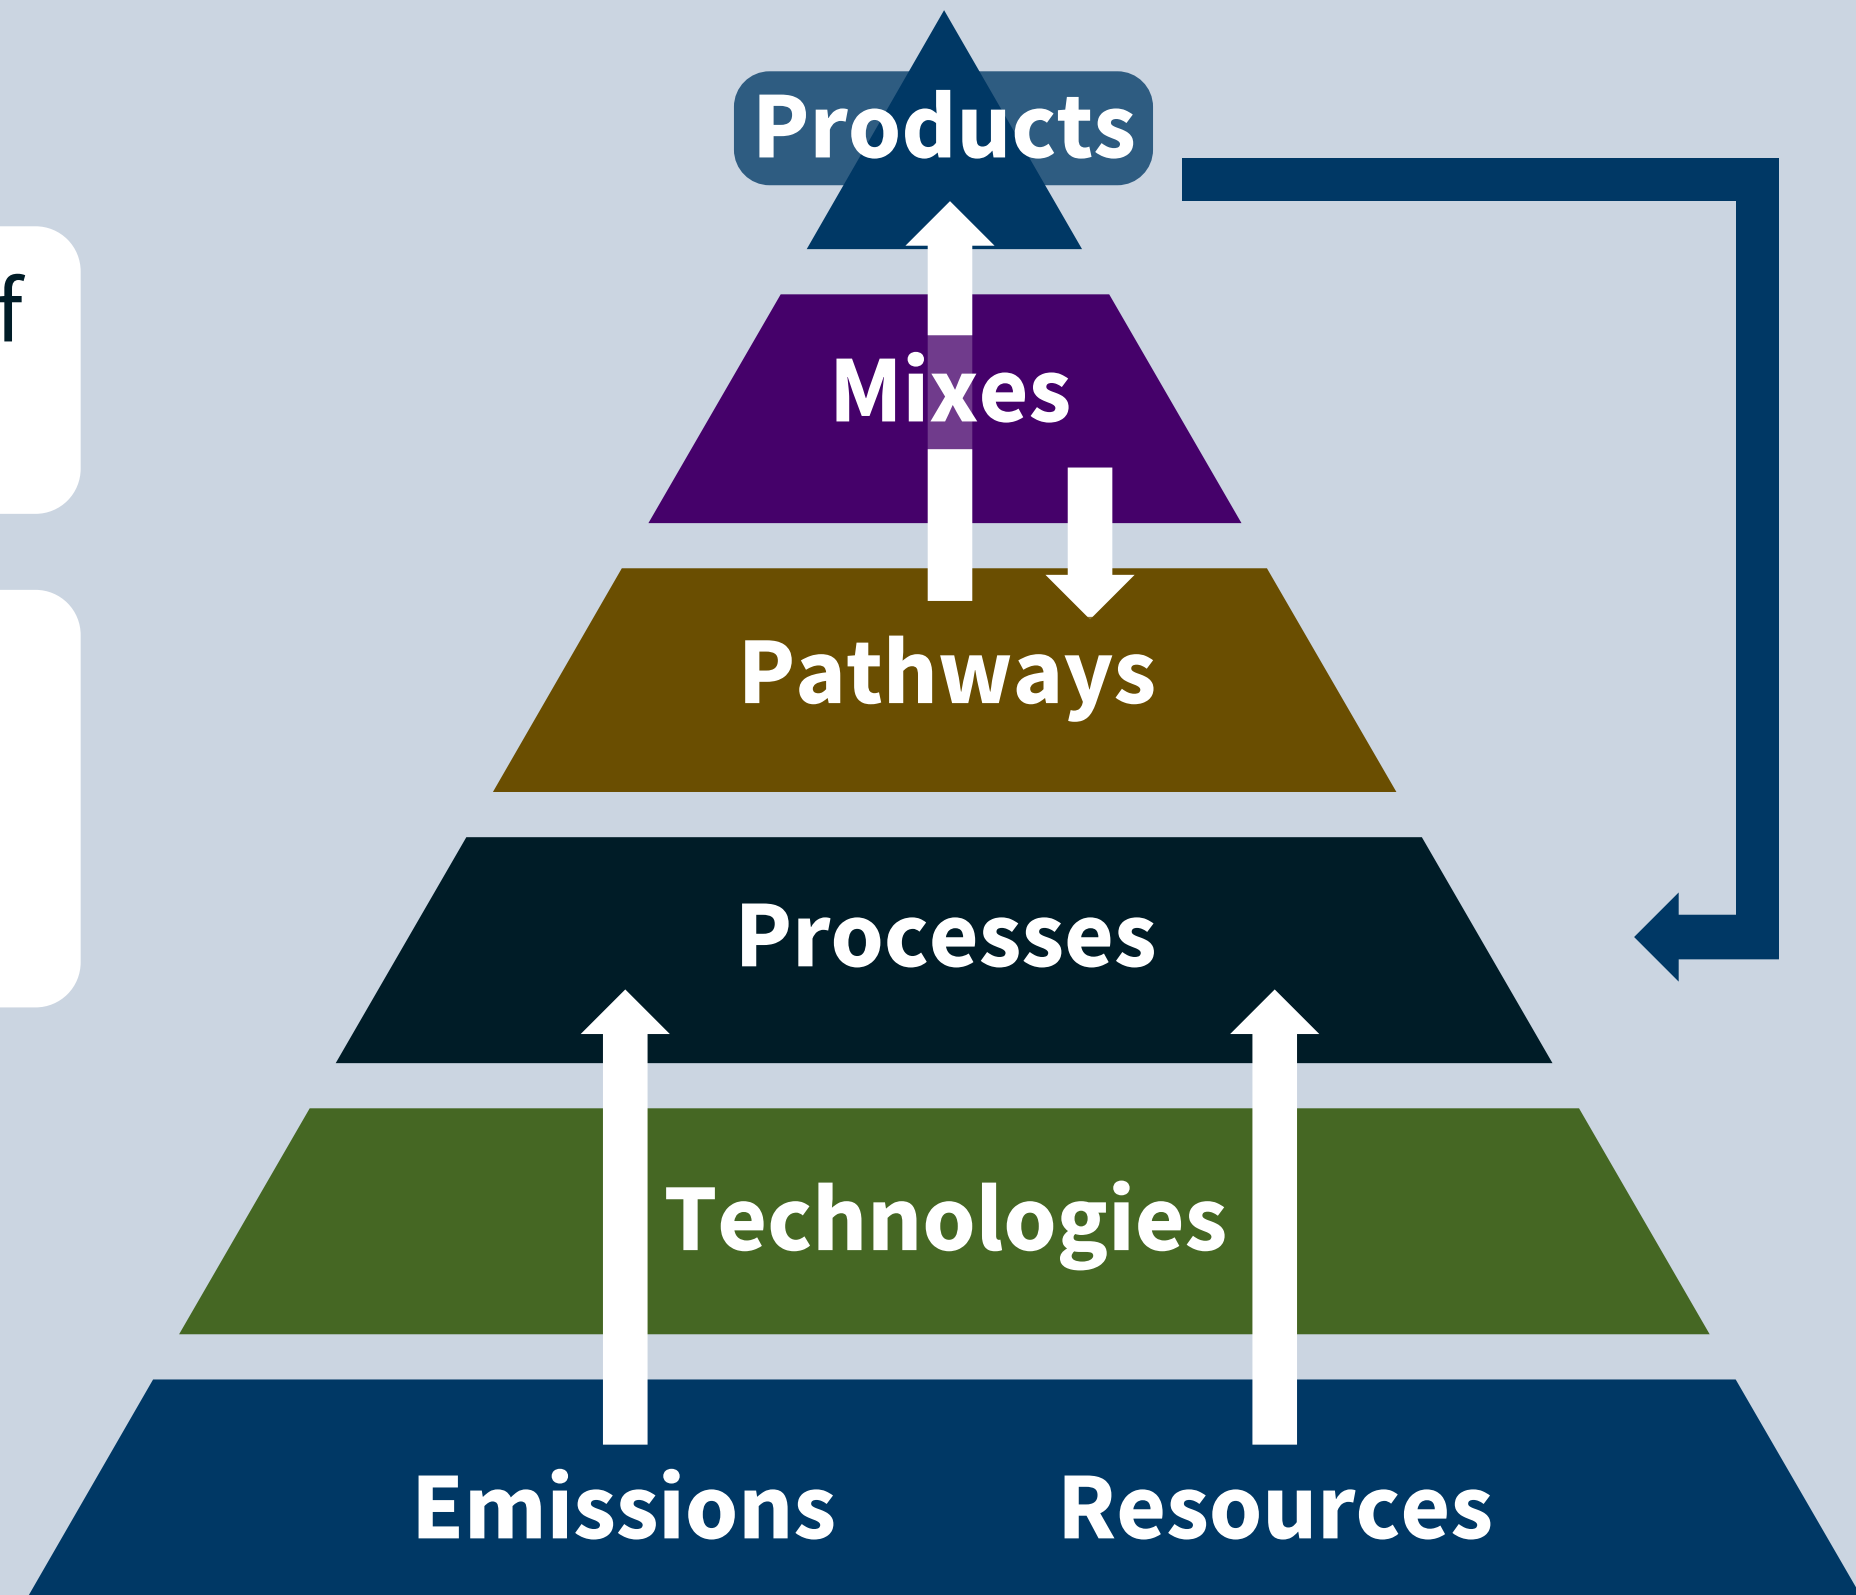 Products
f
Mixes
Pathways
Processes
Technologies
Emissions Resources